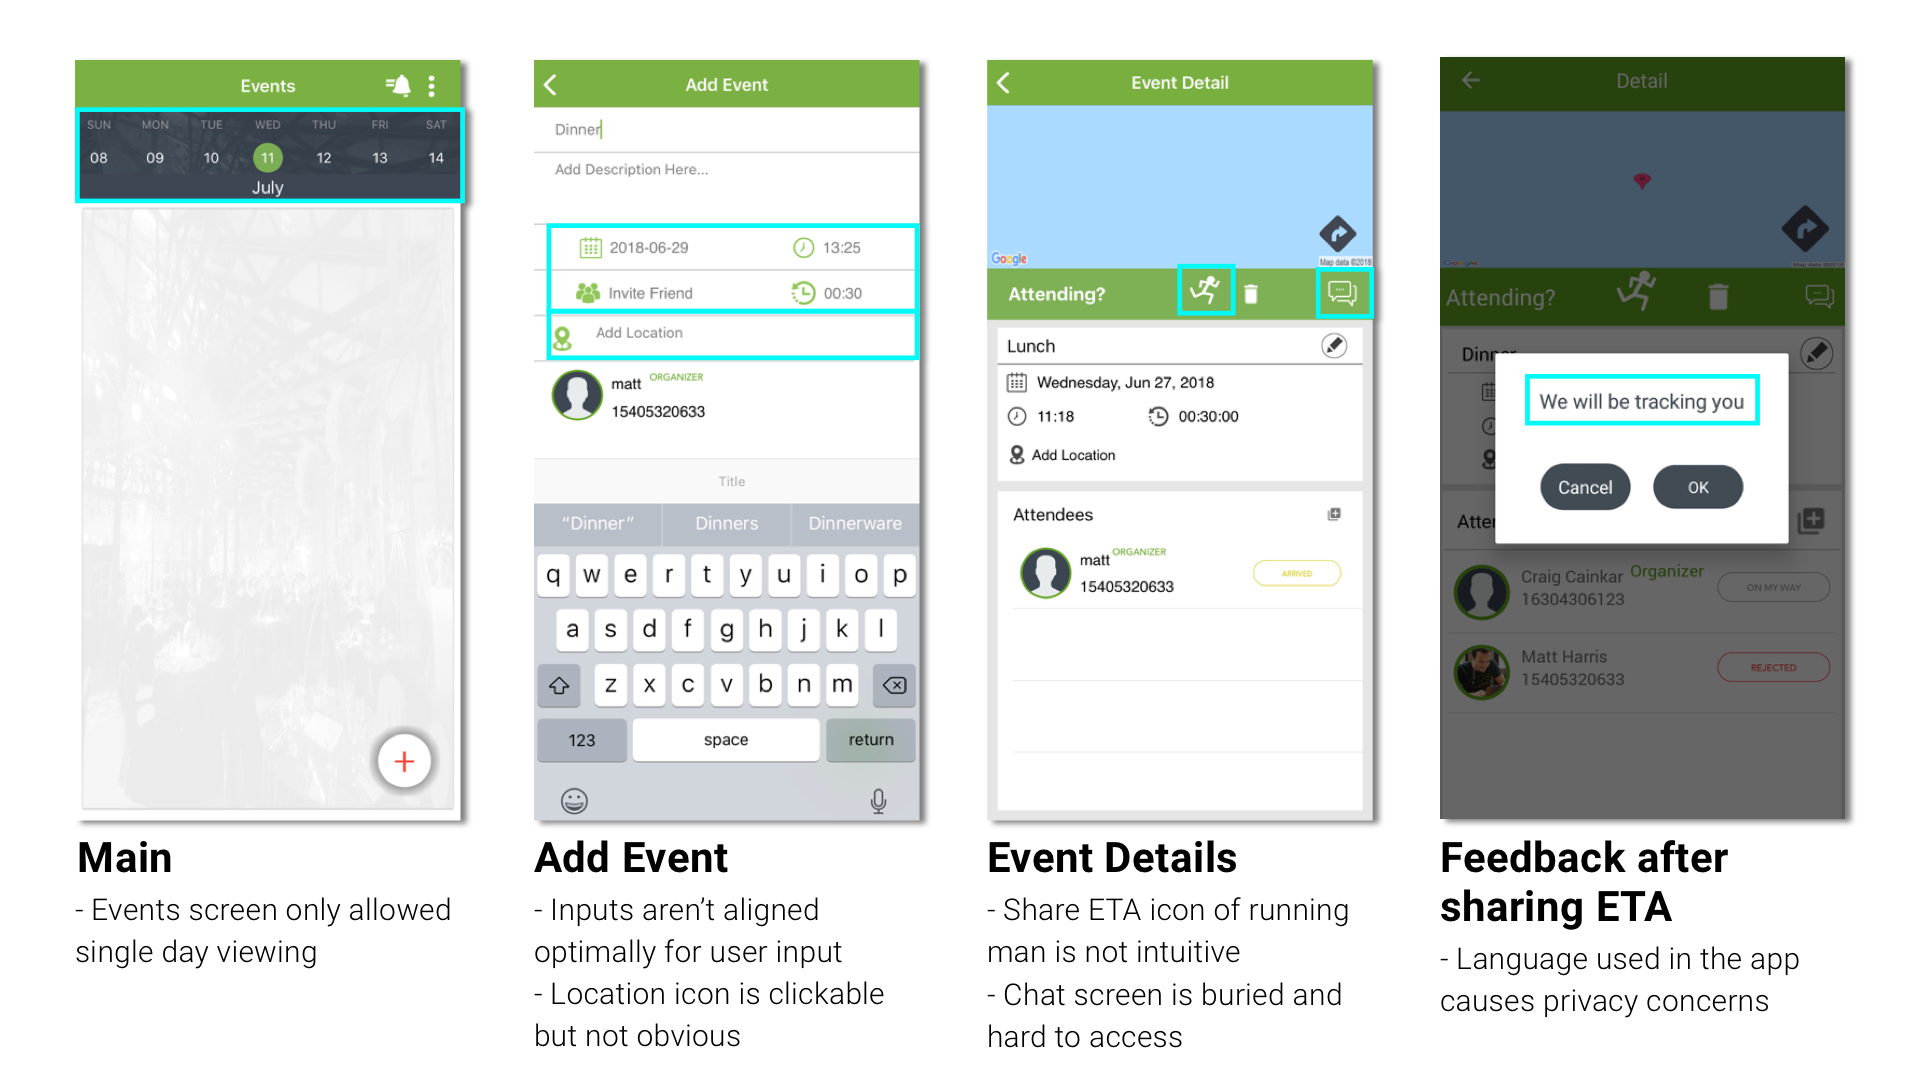 Events
SUN MON TUE WED THU FRI SAT
08 09 10 11 12 13 14
July
Main
- Events screen only allowed
single day viewing
Add Event
Dinner
Add Description Here...
2018-06-29 13:25
Invite Friend 00:30
Add Location
matt ORGANIZER
15405320633
Title
“Dinner” Dinners Dinnerware
q w e r t y u i o p
a s d f g h j k l
z x c v b n m
123 space return
Add Event
- Inputs aren’t aligned
optimally for user input
- Location icon is clickable
but not obvious
Event Detail
Google
Map data ©2018
Attending?
Lunch
Wednesday, Jun 27, 2018
11:18 00:30:00
Add Location
Attendees
matt ORGANIZER
15405320633
ARRIVED
Event Details
- Share ETA icon of running
man is not intuitive
- Chat screen is buried and
hard to access
Detail
Google
Map data ©2018
Attending?
Dinner
We will be tracking you
Cancel OK
Atte
Craig Cainkar Organizer
16304306123
ON MY WAY
Matt Harris
15405320633
REJECTED
Feedback after
sharing ETA
- Language used in the app
causes privacy concerns